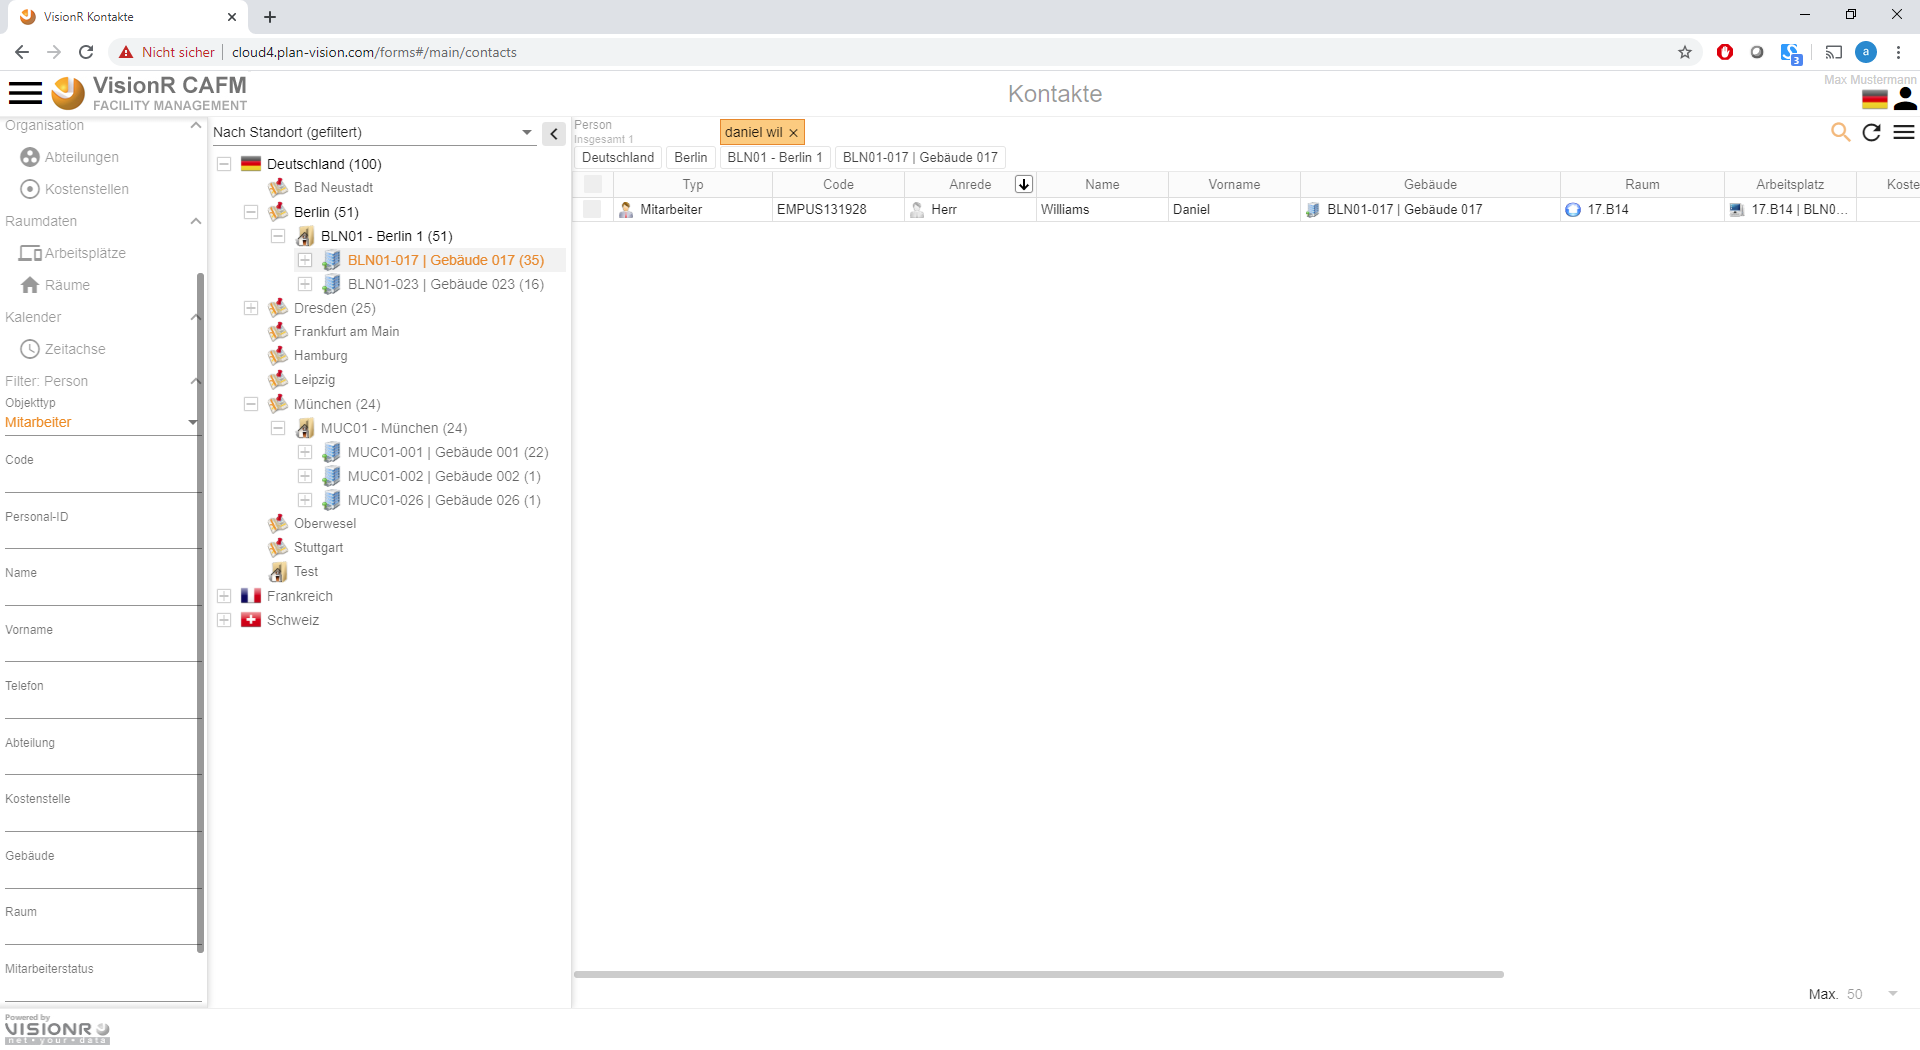 VisionR Kontakte
Nicht sicher
cloud4.plan-vision.com/forms#/main/contacts
3
a
VisionR CAFM
FACILITY MANAGEMENT
Kontakte
Max Mustermann
Organisation
Abteilungen
Kostenstellen
Raumdaten
Arbeitsplätze
Räume
Kalender
Zeitachse
Filter: Person
Objekttyp
Mitarbeiter
Code
Personal-ID
Name
Vorname
Telefon
Abteilung
Kostenstelle
Gebäude
Raum
Mitarbeiterstatus
Nach Standort (gefiltert)
Deutschland (100)
Bad Neustadt
Berlin (51)
BLN01 - Berlin 1 (51)
BLN01-017 | Gebäude 017 (35)
BLN01-023 | Gebäude 023 (16)
Dresden (25)
Frankfurt am Main
Hamburg
Leipzig
München (24)
MUC01 - München (24)
MUC01-001 | Gebäude 001 (22)
MUC01-002 | Gebäude 002 (1)
MUC01-026 | Gebäude 026 (1)
Oberwesel
Stuttgart
Test
Frankreich
Schweiz
Person
Insgesamt 1
daniel wil
Deutschland Berlin BLN01 - Berlin 1 BLN01-017 | Gebäude 017
Typ Code Anrede Name Vorname Gebäude Raum Arbeitsplatz Koste
Mitarbeiter EMPUS131928 Herr Williams Daniel BLN01-017 | Gebäude 017 17.B14 17.B14 | BLN0...
Max. 50
Powered by
VISIONR
net • your • data